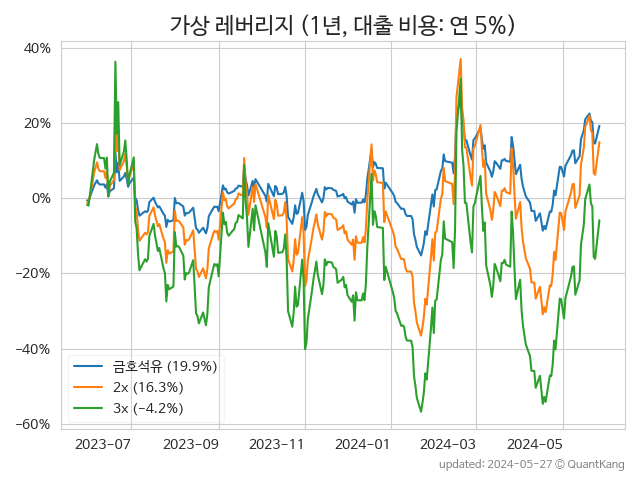 가상 레버리지 (1년, 대출 비용: 연 5%)
40%
20%
0%
−20%
−40%
−60%
금호석유 (19.9%)
2x (16.3%)
3x (−4.2%)
2023-07
2023-09
2023-11
2024-01
2024-03
2024-05
updated: 2024-05-27 © QuantKang